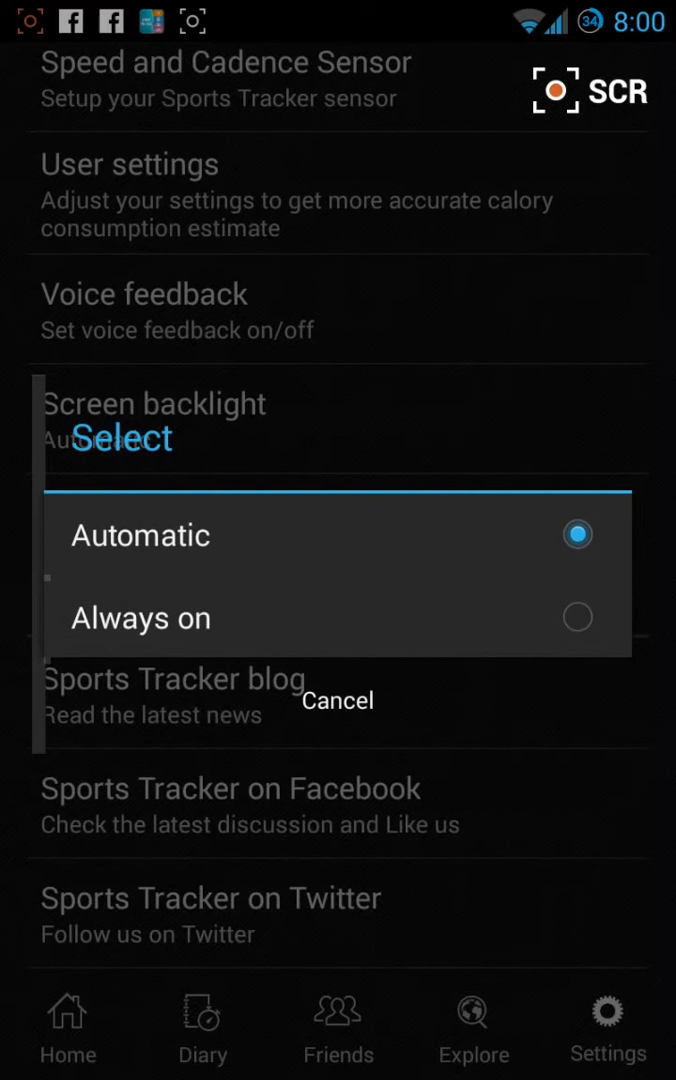 34 8:00
Speed and Cadence Sensor
Setup your Sports Tracker sensor
SCR
User settings
Adjust your settings to get more accurate calory
consumption estimate
Voice feedback
Set voice feedback on/off
Screen backlight
Automatic
Select
Automatic
Always on
Sports Tracker blog
Cancel
Read the latest news
Sports Tracker on Facebook
Check the latest discussion and Like us
Sports Tracker on Twitter
Follow us on Twitter
Home Diary Friends Explore Settings